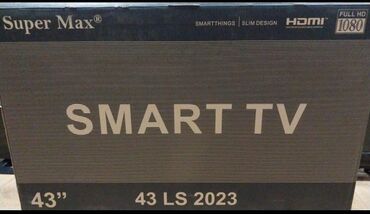 Super Max®
SMARTTHINGS | SLIM DESIGN
HDMI
FULL HD
1080
SMART TV
43”
43 LS 2023